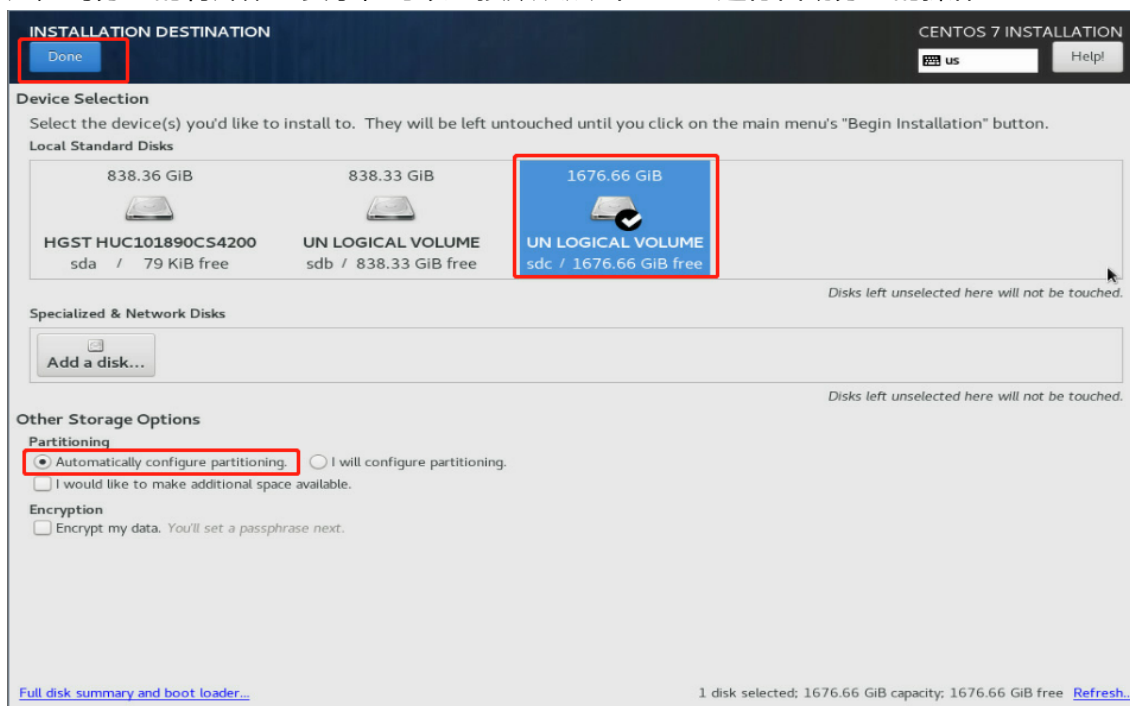 INSTALLATION DESTINATION
CENTOS 7 INSTALLATION
Done
us
Help!
Device Selection
Select the device(s) you'd like to install to. They will be left untouched until you click on the main menu's "Begin Installation" button.
Local Standard Disks
838.36 GiB 838.33 GiB 1676.66 GiB
HGST HUC101890CS4200 UN LOGICAL VOLUME UN LOGICAL VOLUME
sda / 79 KiB free sdb / 838.33 GiB free sdc / 1676.66 GiB free
Disks left unselected here will not be touched.
Specialized & Network Disks
Add a disk...
Disks left unselected here will not be touched.
Other Storage Options
Partitioning
Automatically configure partitioning. I will configure partitioning.
I would like to make additional space available.
Encryption
Encrypt my data. You'll set a passphrase next.
Full disk summary and boot loader... 1 disk selected; 1676.66 GiB capacity; 1676.66 GiB free Refresh...